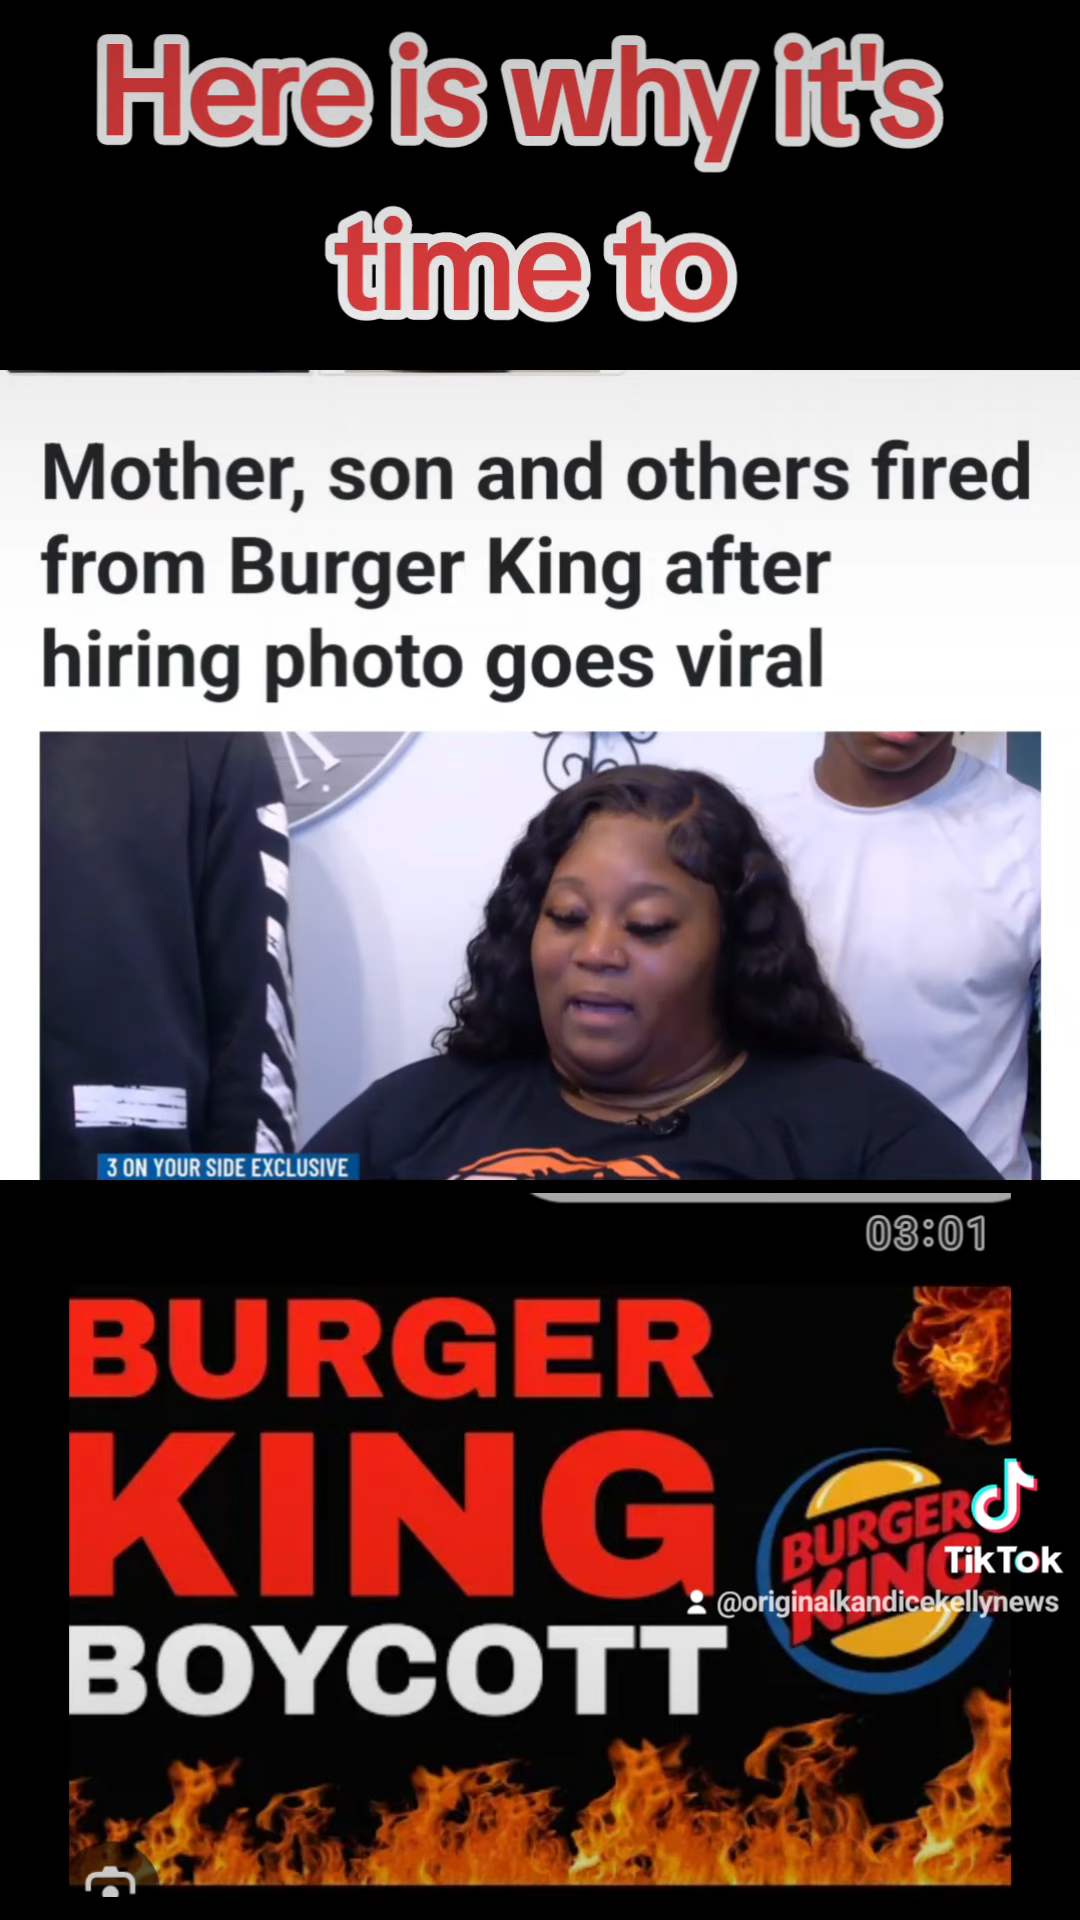 Here is why it's
time to
Mother, son and others fired
from Burger King after
hiring photo goes viral
3 ON YOUR SIDE EXCLUSIVE
03:01
BURGER
KING
BOYCOTT
BURGER
KING
TikTok
@originalkandicekellynews